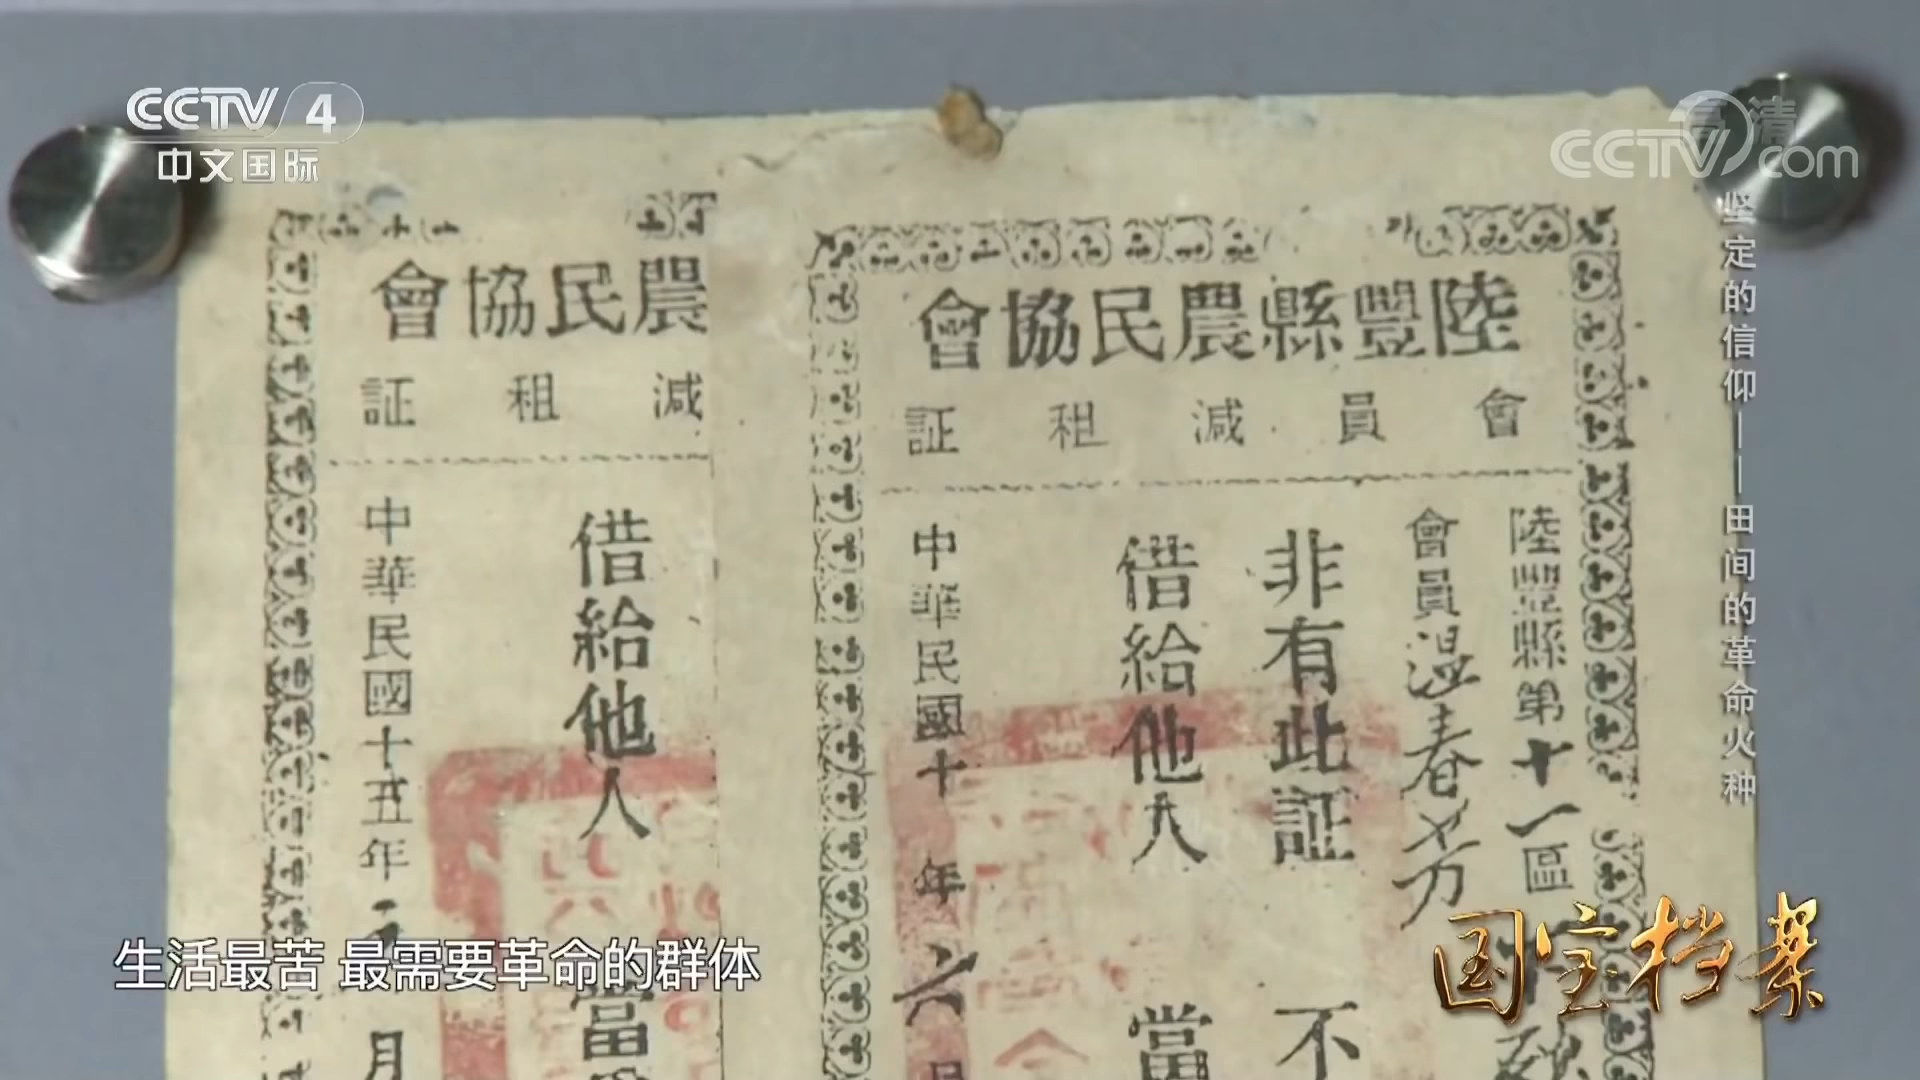 CCTV 4
中文国际
高清
CCTV.com
坚定的信仰——田间的革命火种
陸豐縣農民協會
會員減租証
陸豐縣第十一區
會員温春芳
非有此証 不
借給他人 當
中華民國十 年六 月
農民協會
減租証
借給他人 當
中華民國十五年 月
生活最苦 最需要革命的群体
国宝档案